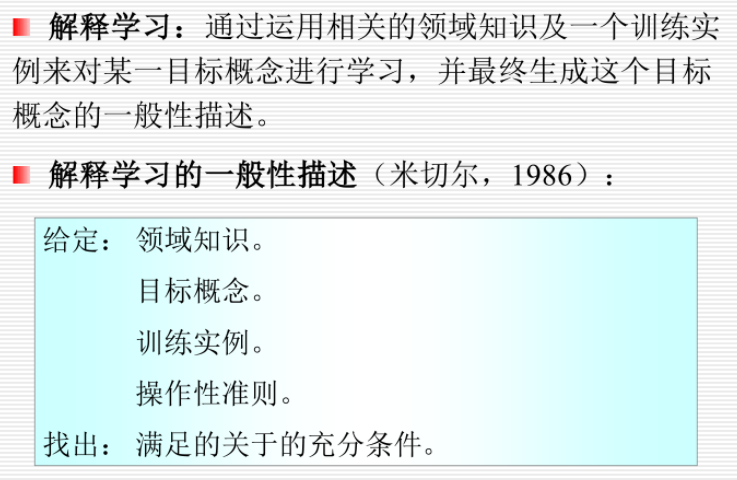 解释学习：通过运用相关的领域知识及一个训练实
例来对某一目标概念进行学习，并最终生成这个目标
概念的一般性描述。
解释学习的一般性描述（米切尔，1986）：
给定： 领域知识。
目标概念。
训练实例。
操作性准则。
找出： 满足的关于的充分条件。